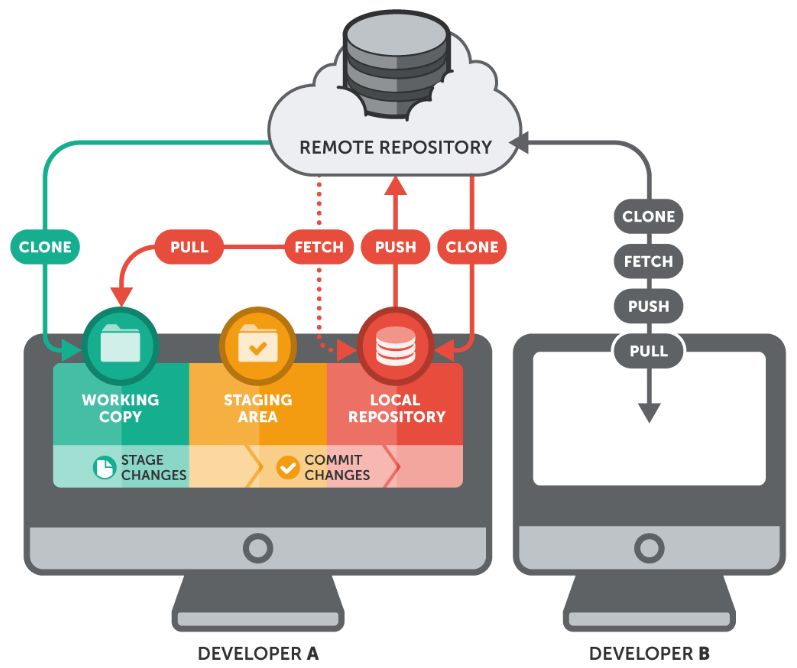 REMOTE REPOSITORY
CLONE
PULL
FETCH
PUSH
CLONE
CLONE
FETCH
PUSH
PULL
WORKING
COPY
STAGING
AREA
LOCAL
REPOSITORY
STAGE
CHANGES
COMMIT
CHANGES
DEVELOPER A
DEVELOPER B